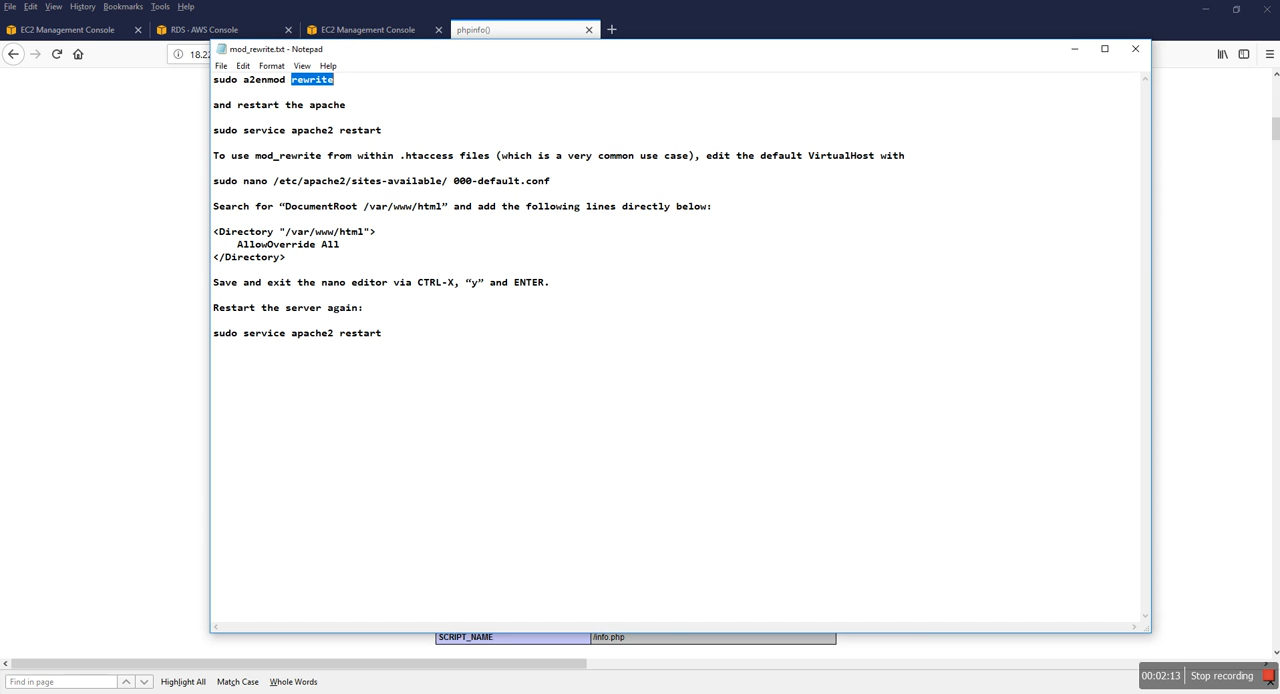 File Edit View History Bookmarks Tools Help
EC2 Management Console RDS - AWS Console EC2 Management Console phpinfo()
18.22
mod_rewrite.txt - Notepad
File Edit Format View Help
sudo a2enmod rewrite
and restart the apache
sudo service apache2 restart
To use mod_rewrite from within .htaccess files (which is a very common use case), edit the default VirtualHost with
sudo nano /etc/apache2/sites-available/ 000-default.conf
Search for “DocumentRoot /var/www/html” and add the following lines directly below:
<Directory "/var/www/html">
AllowOverride All
</Directory>
Save and exit the nano editor via CTRL-X, “y” and ENTER.
Restart the server again:
sudo service apache2 restart
SCRIPT_NAME /info.php
Find in page Highlight All Match Case Whole Words
00:02:13 Stop recording